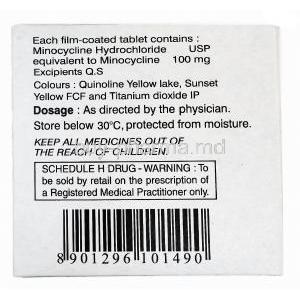 Each film-coated tablet contains :
Minocycline Hydrochloride USP
equivalent to Minocycline 100 mg
Excipients Q.S
Colours : Quinoline Yellow lake, Sunset
Yellow FCF and Titanium dioxide IP
Dosage : As directed by the physician.
Store below 30°C, protected from moisture.
KEEP ALL MEDICINES OUT OF
THE REACH OF CHILDREN.
SCHEDULE H DRUG - WARNING : To
be sold by retail on the prescription of
a Registered Medical Practitioner only.
8 901296 101490